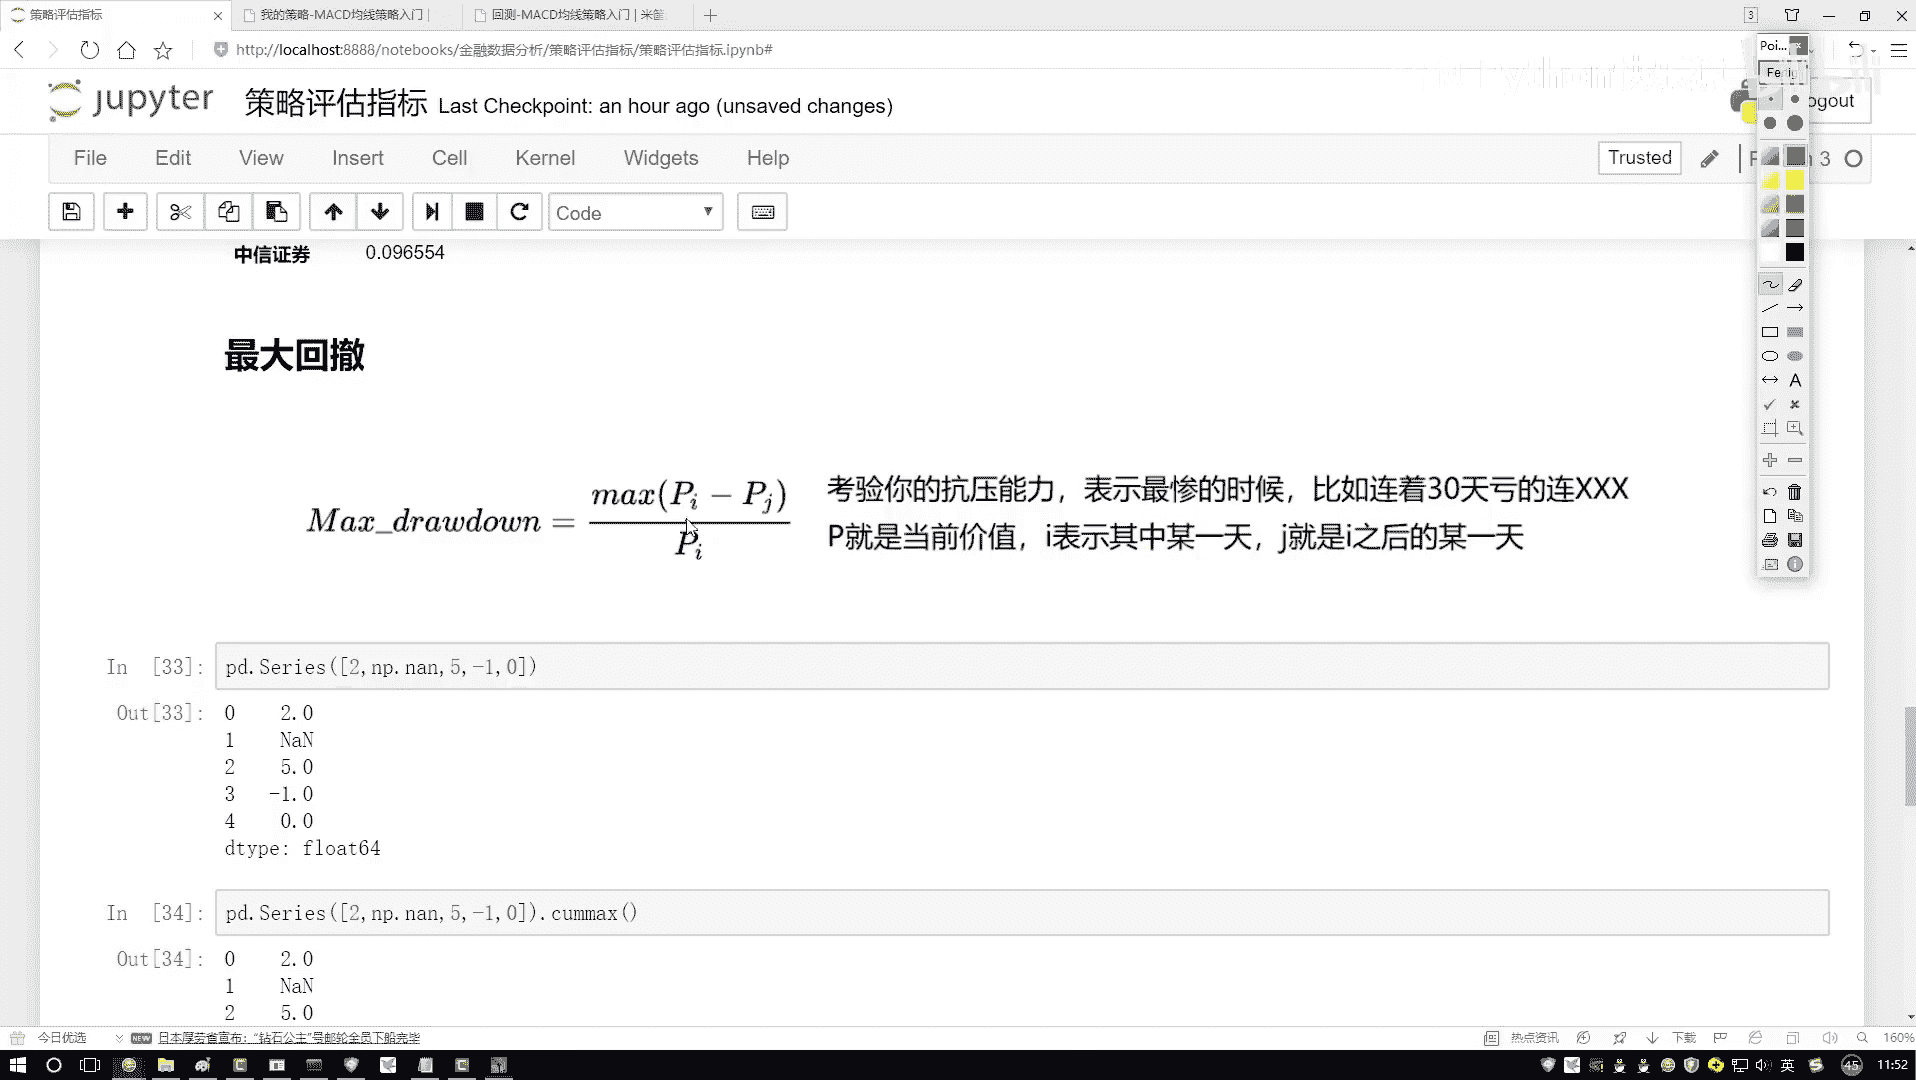 策略评估指标
我的策略-MACD均线策略入门 |
回测-MACD均线策略入门 | 米筐
3
http://localhost:8888/notebooks/金融数据分析/策略评估指标/策略评估指标.ipynb#
Poi...
jupyter 策略评估指标 Last Checkpoint: an hour ago (unsaved changes)
ogout
File Edit View Insert Cell Kernel Widgets Help
Trusted
3
Code
中信证券 0.096554
最大回撤
Max_drawdown = max(P_i − P_j) / P_i
考验你的抗压能力，表示最惨的时候，比如连着30天亏的连XXX
P就是当前价值，i表示其中某一天，j就是i之后的某一天
In [33]: pd.Series([2,np.nan,5,-1,0])
Out[33]: 0 2.0
1 NaN
2 5.0
3 -1.0
4 0.0
dtype: float64
In [34]: pd.Series([2,np.nan,5,-1,0]).cummax()
Out[34]: 0 2.0
1 NaN
2 5.0
今日优选
NEW 日本厚劳省宣布："钻石公主"号邮轮全员下船完毕
热点资讯
下载
160%
英
45
11:52